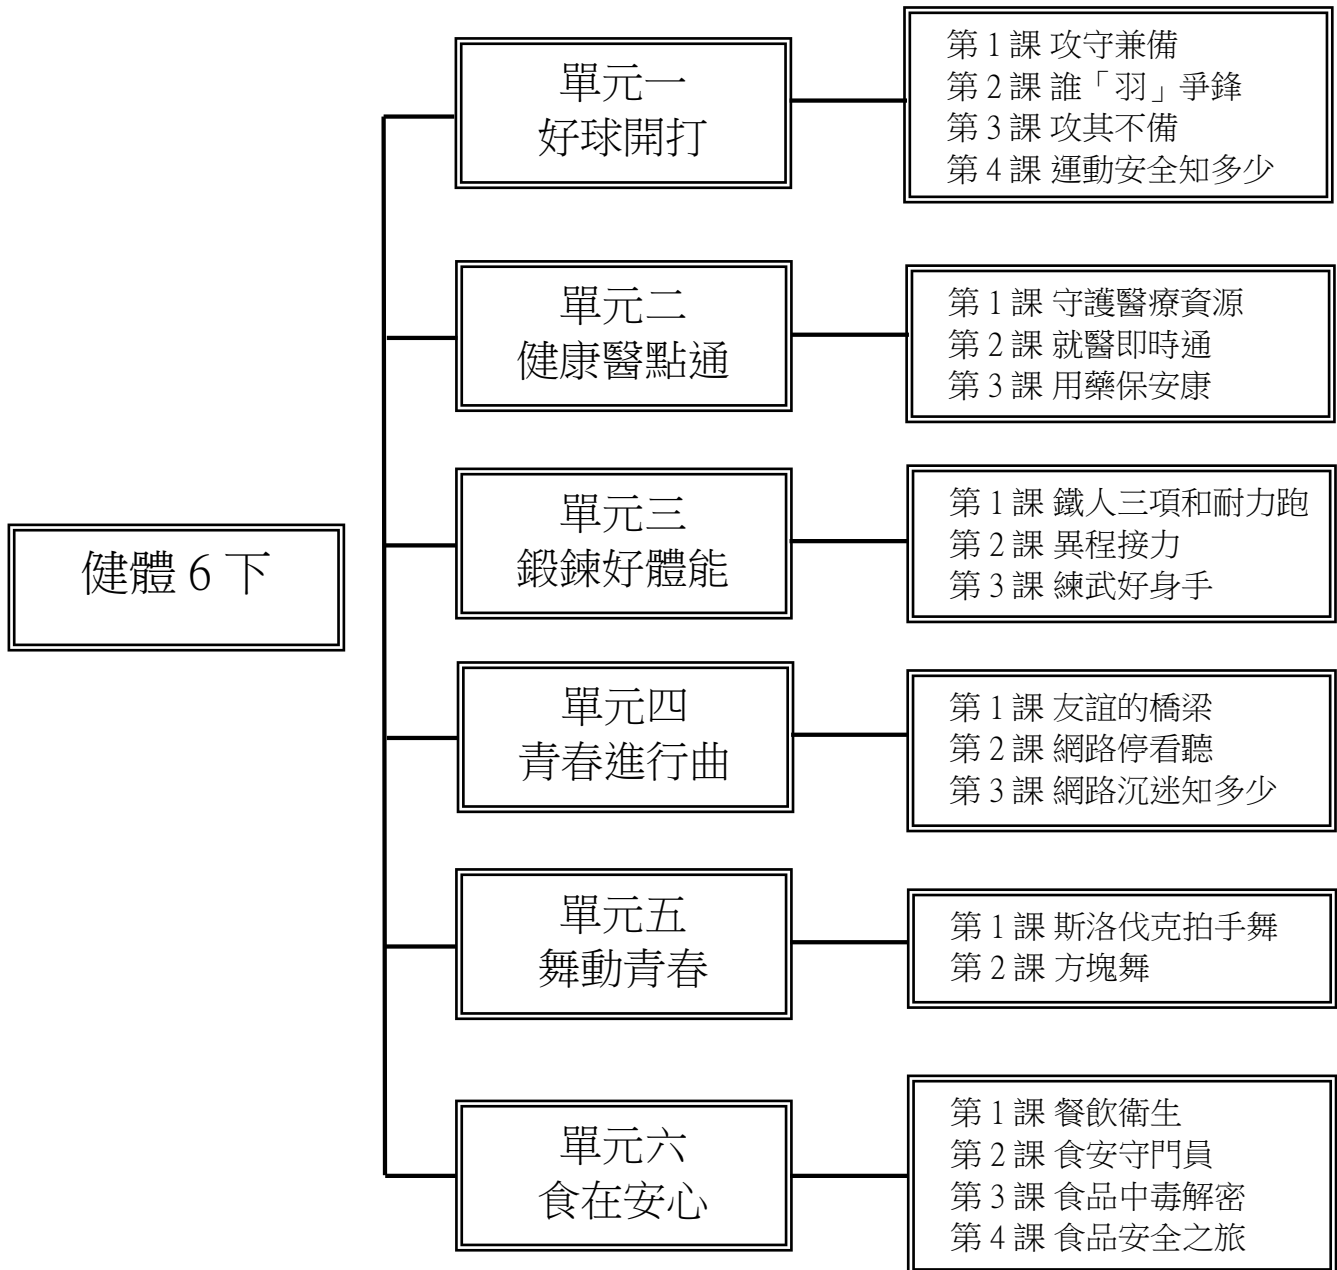 健體 6 下
單元一
好球開打
第 1 課 攻守兼備
第 2 課 誰「羽」爭鋒
第 3 課 攻其不備
第 4 課 運動安全知多少
單元二
健康醫點通
第 1 課 守護醫療資源
第 2 課 就醫即時通
第 3 課 用藥保安康
單元三
鍛鍊好體能
第 1 課 鐵人三項和耐力跑
第 2 課 異程接力
第 3 課 練武好身手
單元四
青春進行曲
第 1 課 友誼的橋梁
第 2 課 網路停看聽
第 3 課 網路沉迷知多少
單元五
舞動青春
第 1 課 斯洛伐克拍手舞
第 2 課 方塊舞
單元六
食在安心
第 1 課 餐飲衛生
第 2 課 食安守門員
第 3 課 食品中毒解密
第 4 課 食品安全之旅